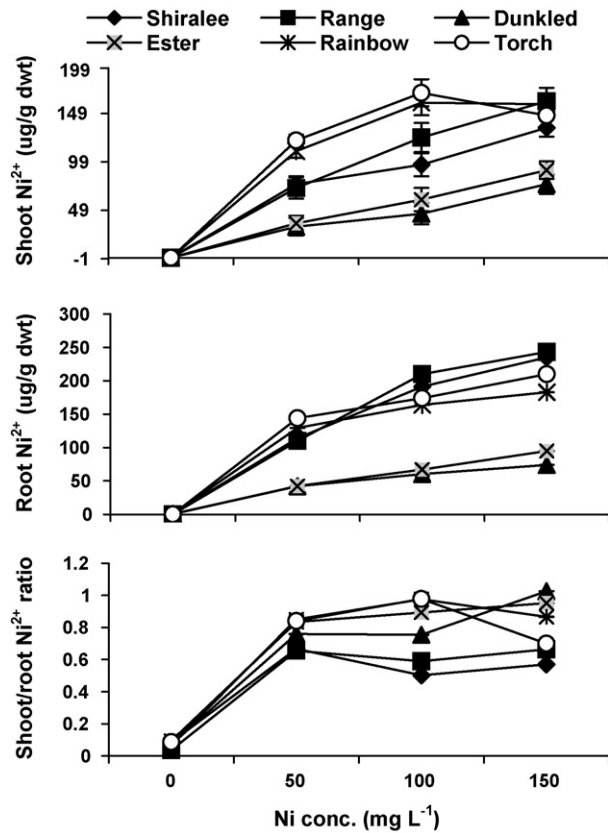 Shiralee Range Dunkled
Ester Rainbow Torch
Shoot Ni²⁺ (ug/g dwt)
199
149
99
49
-1
Root Ni²⁺ (ug/g dwt)
300
250
200
150
100
50
0
Shoot/root Ni²⁺ ratio
1.2
1
0.8
0.6
0.4
0.2
0
0 50 100 150
Ni conc. (mg L⁻¹)